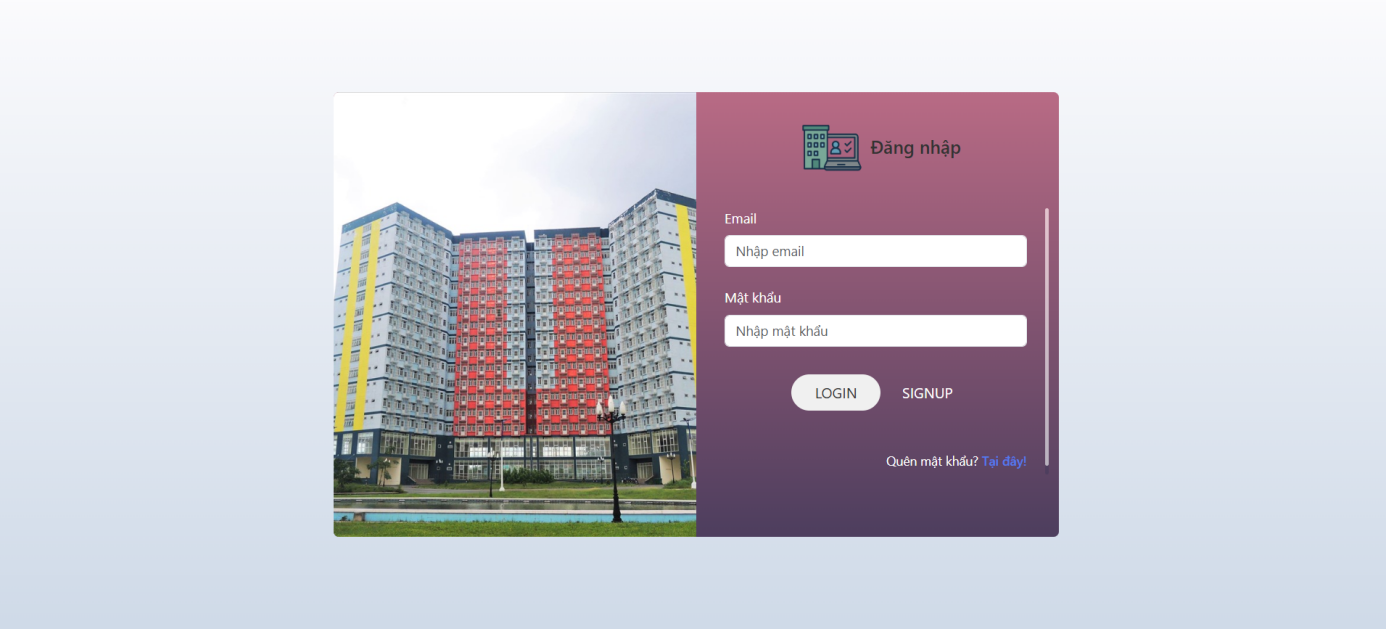 Đăng nhập
Email
Nhập email
Mật khẩu
Nhập mật khẩu
LOGIN SIGNUP
Quên mật khẩu? Tại đây!